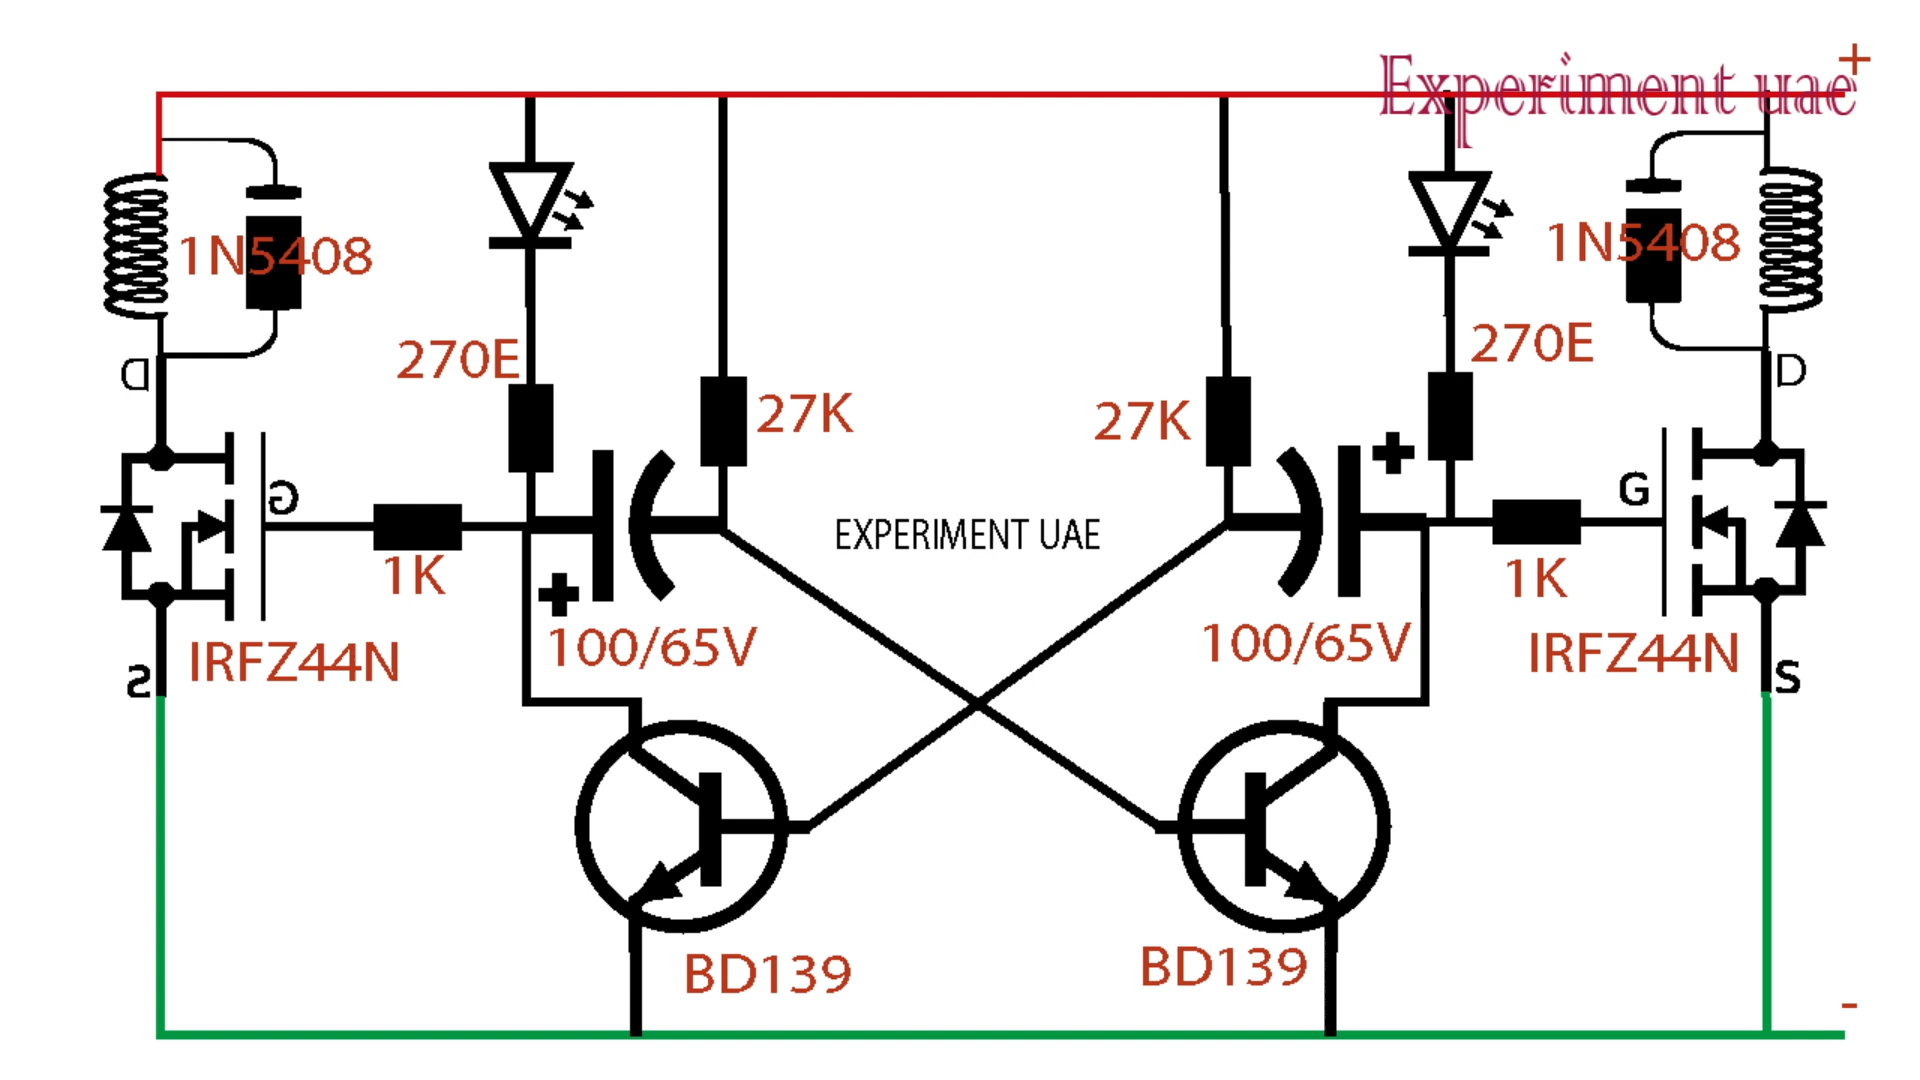 Experiment uae
+
1N5408
1N5408
270E
270E
D
D
27K
27K
+
G
G
EXPERIMENT UAE
1K
1K
+
100/65V
100/65V
IRFZ44N
IRFZ44N
S
S
BD139
BD139
-